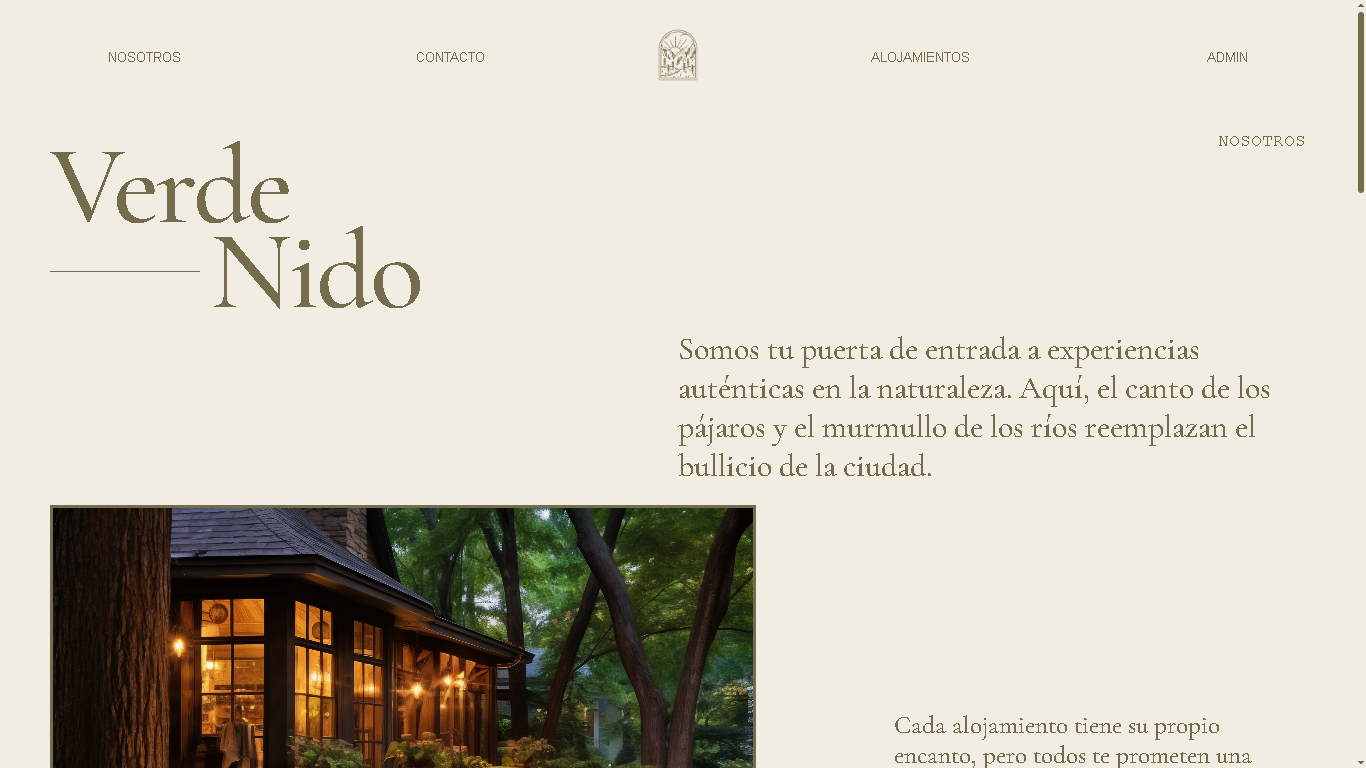 NOSOTROS
CONTACTO
ALOJAMIENTOS
ADMIN
NOSOTROS
Verde
Nido
Somos tu puerta de entrada a experiencias
auténticas en la naturaleza. Aquí, el canto de los
pájaros y el murmullo de los ríos reemplazan el
bullicio de la ciudad.
Cada alojamiento tiene su propio
encanto, pero todos te prometen una